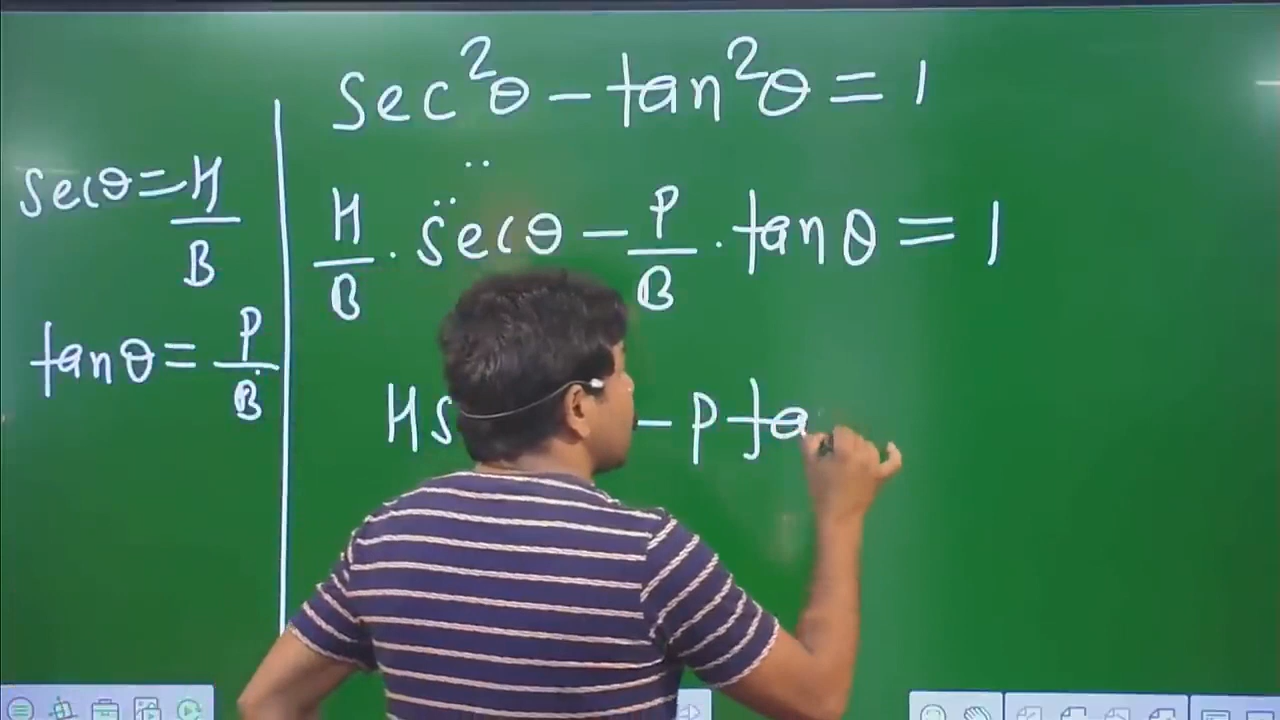 sec²θ − tan²θ = 1
secθ = H/B
H/B · secθ − P/B · tanθ = 1
tanθ = P/B
HS − P ta